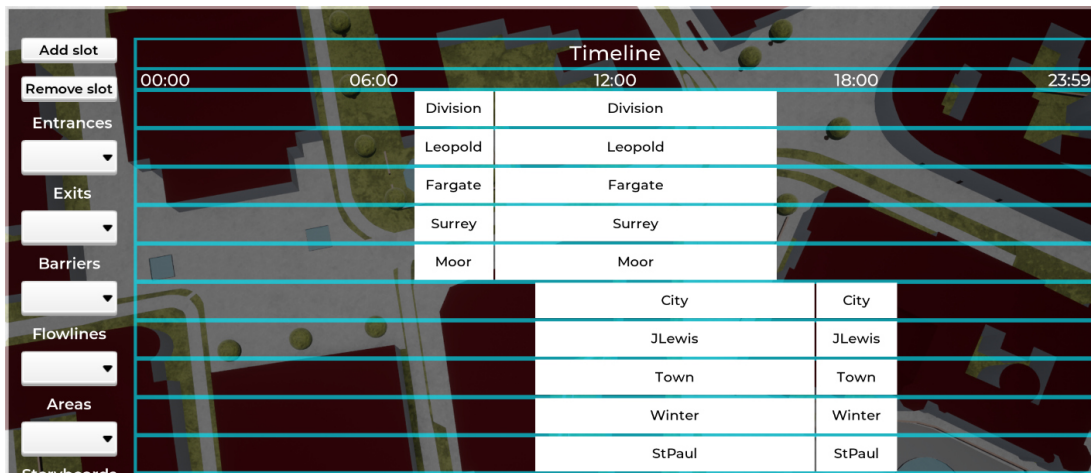 Add slot
Timeline
Remove slot
00:00 06:00 12:00 18:00 23:59
Entrances
Division Division
Leopold Leopold
Exits
Fargate Fargate
Surrey Surrey
Barriers
Moor Moor
City City
Flowlines
JLewis JLewis
Town Town
Areas
Winter Winter
StPaul StPaul